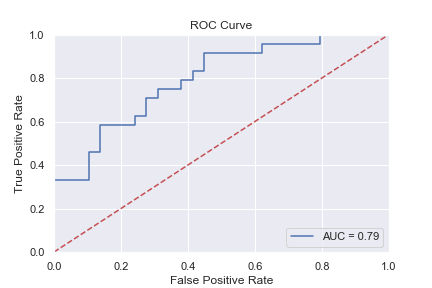 ROC Curve
True Positive Rate
1.0
0.8
0.6
0.4
0.2
0.0
AUC = 0.79
0.0 0.2 0.4 0.6 0.8 1.0
False Positive Rate